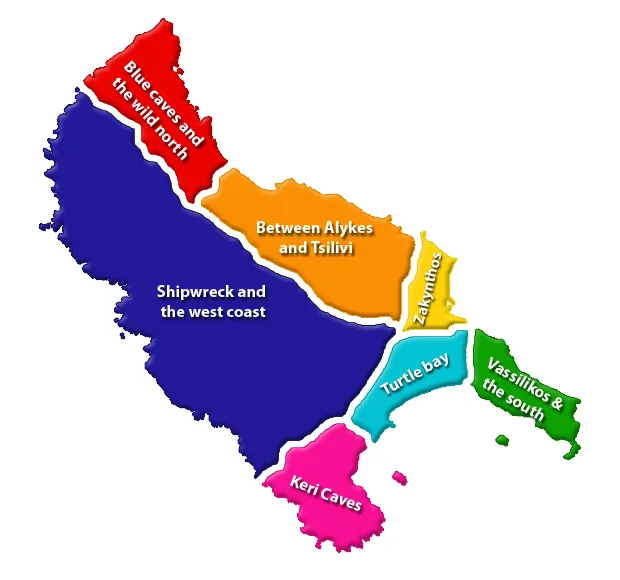 Blue caves and
the wild north
Between Alykes
and Tsilivi
Zakynthos
Shipwreck and
the west coast
Turtle bay
Vassilikos &
the south
Keri Caves